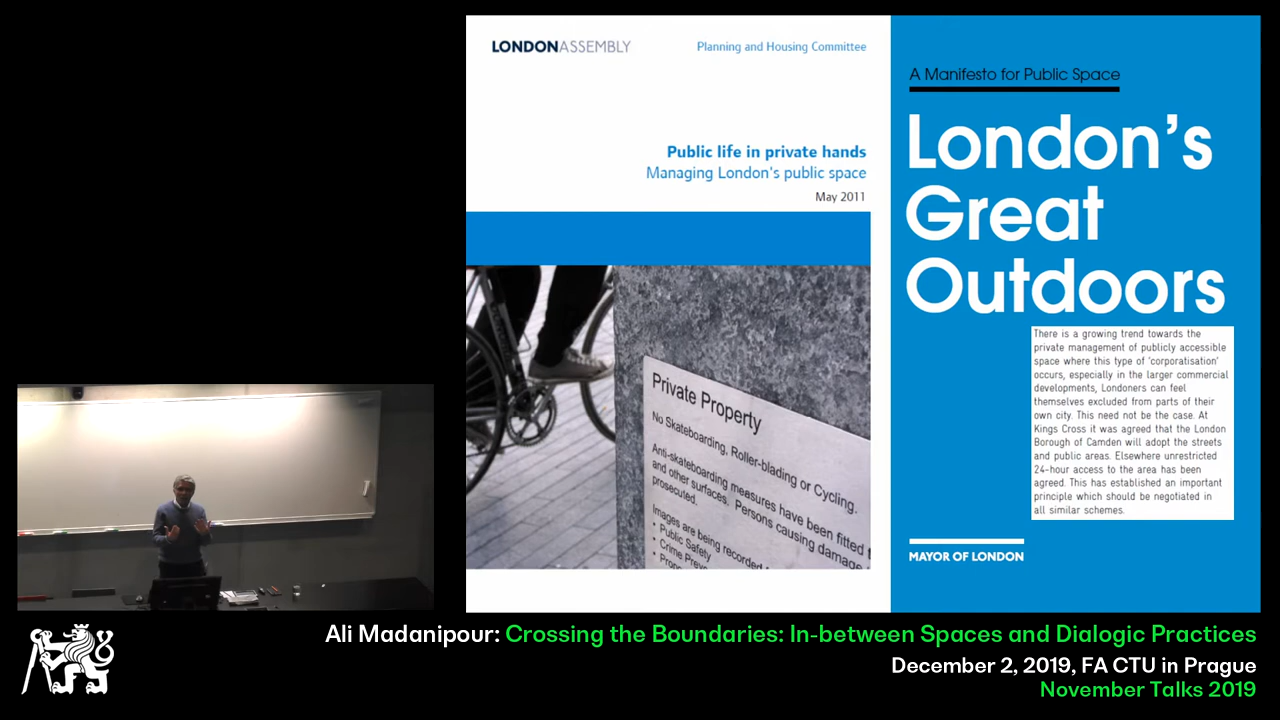 LONDONASSEMBLY
Planning and Housing Committee
Public life in private hands
Managing London's public space
May 2011
Private Property
No Skateboarding, Roller-blading or Cycling.
Anti-skateboarding measures have been fitted
and other surfaces. Persons causing damage
prosecuted.
Images are being recorded
• Public Safety
• Crime
A Manifesto for Public Space
London's
Great
Outdoors
There is a growing trend towards the
private management of publicly accessible
space where this type of 'corporatisation'
occurs, especially in the larger commercial
developments, Londoners can feel
themselves excluded from parts of their
own city. This need not be the case. At
Kings Cross it was agreed that the London
Borough of Camden will adopt the streets
and public areas. Elsewhere unrestricted
24-hour access to the area has been
agreed. This has established an important
principle which should be negotiated in
all similar schemes.
MAYOR OF LONDON
Ali Madanipour: Crossing the Boundaries: In-between Spaces and Dialogic Practices
December 2, 2019, FA CTU in Prague
November Talks 2019